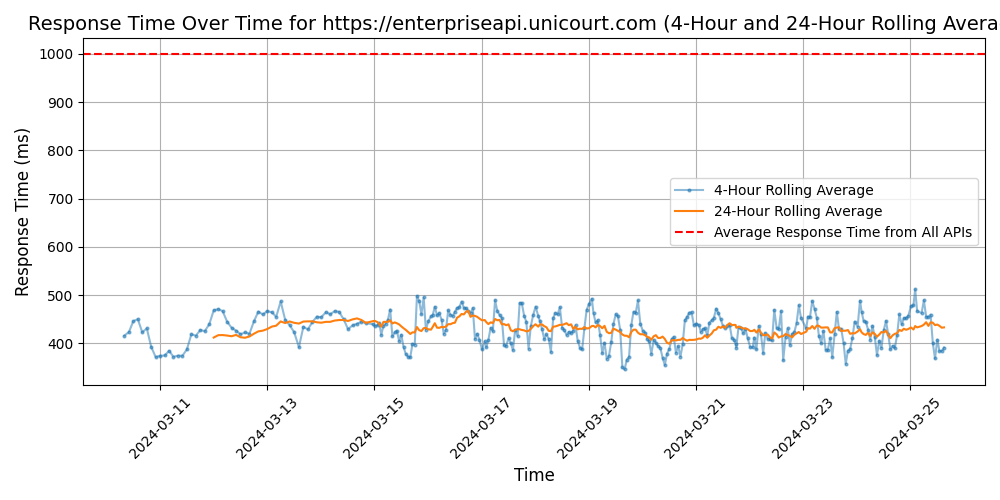 Response Time Over Time for https://enterpriseapi.unicourt.com (4-Hour and 24-Hour Rolling Avera
1000
900
800
700
600
500
400
Response Time (ms)
4-Hour Rolling Average
24-Hour Rolling Average
Average Response Time from All APIs
2024-03-11
2024-03-13
2024-03-15
2024-03-17
2024-03-19
2024-03-21
2024-03-23
2024-03-25
Time